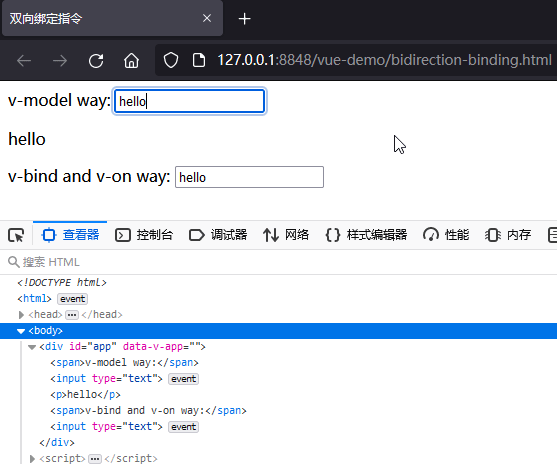 双向绑定指令
127.0.0.1:8848/vue-demo/bidirection-binding.html
v-model way: hello
hello
v-bind and v-on way: hello
查看器 控制台 调试器 网络 {} 样式编辑器 性能 内存
搜索 HTML
<!DOCTYPE html>
<html> event
<head> ··· </head>
<body>
<div id="app" data-v-app="">
<span>v-model way:</span>
<input type="text"> event
<p>hello</p>
<span>v-bind and v-on way:</span>
<input type="text"> event
</div>
<script> ··· </script>